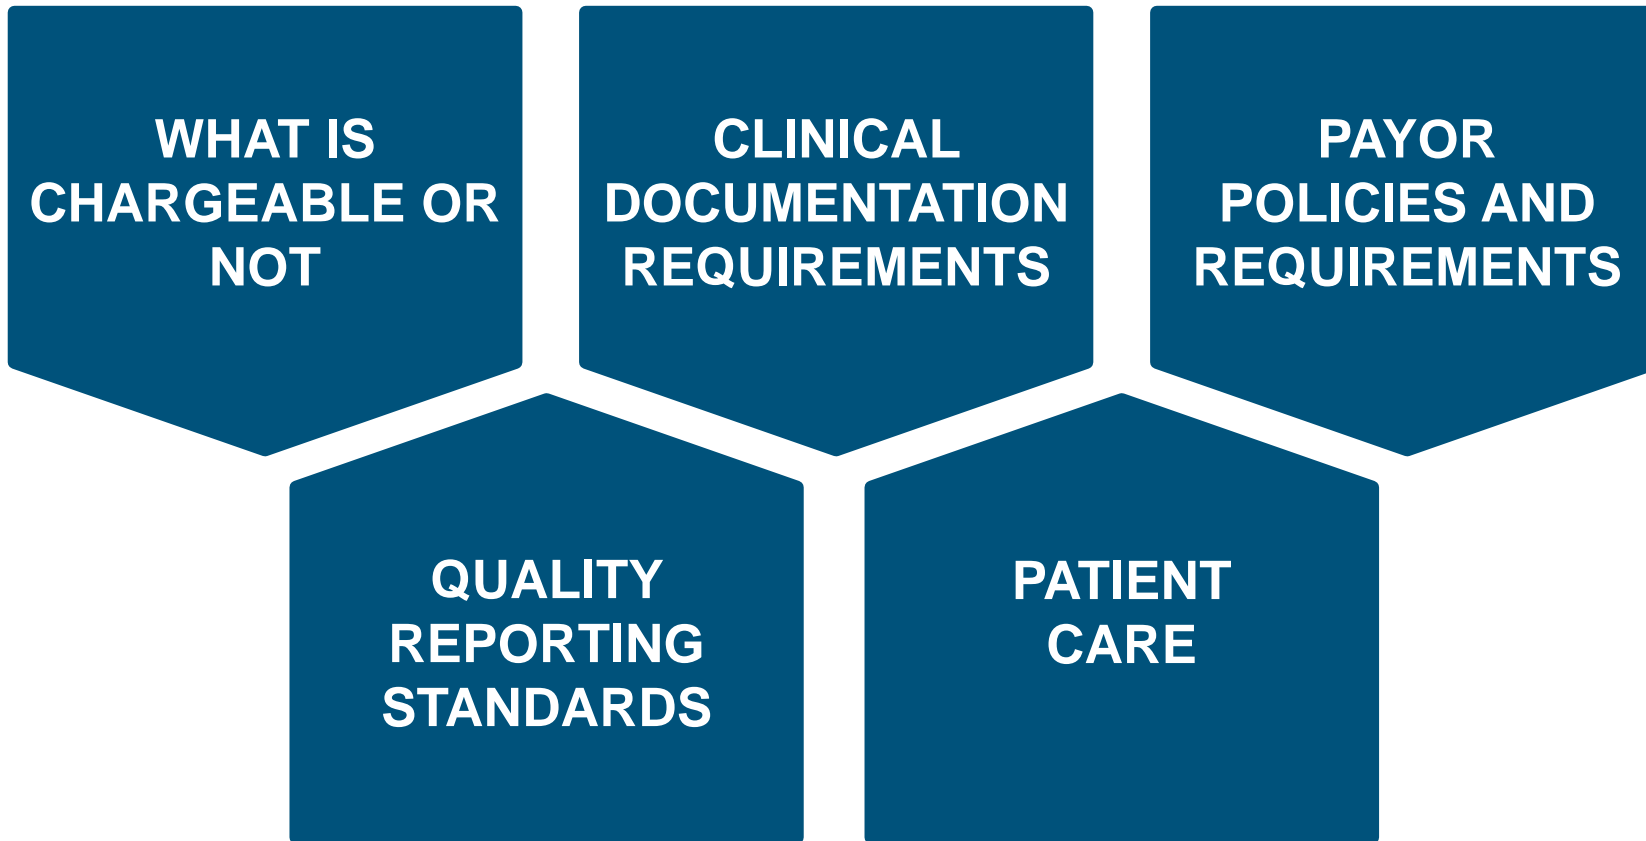 WHAT IS
CHARGEABLE OR
NOT
CLINICAL
DOCUMENTATION
REQUIREMENTS
PAYOR
POLICIES AND
REQUIREMENTS
QUALITY
REPORTING
STANDARDS
PATIENT
CARE